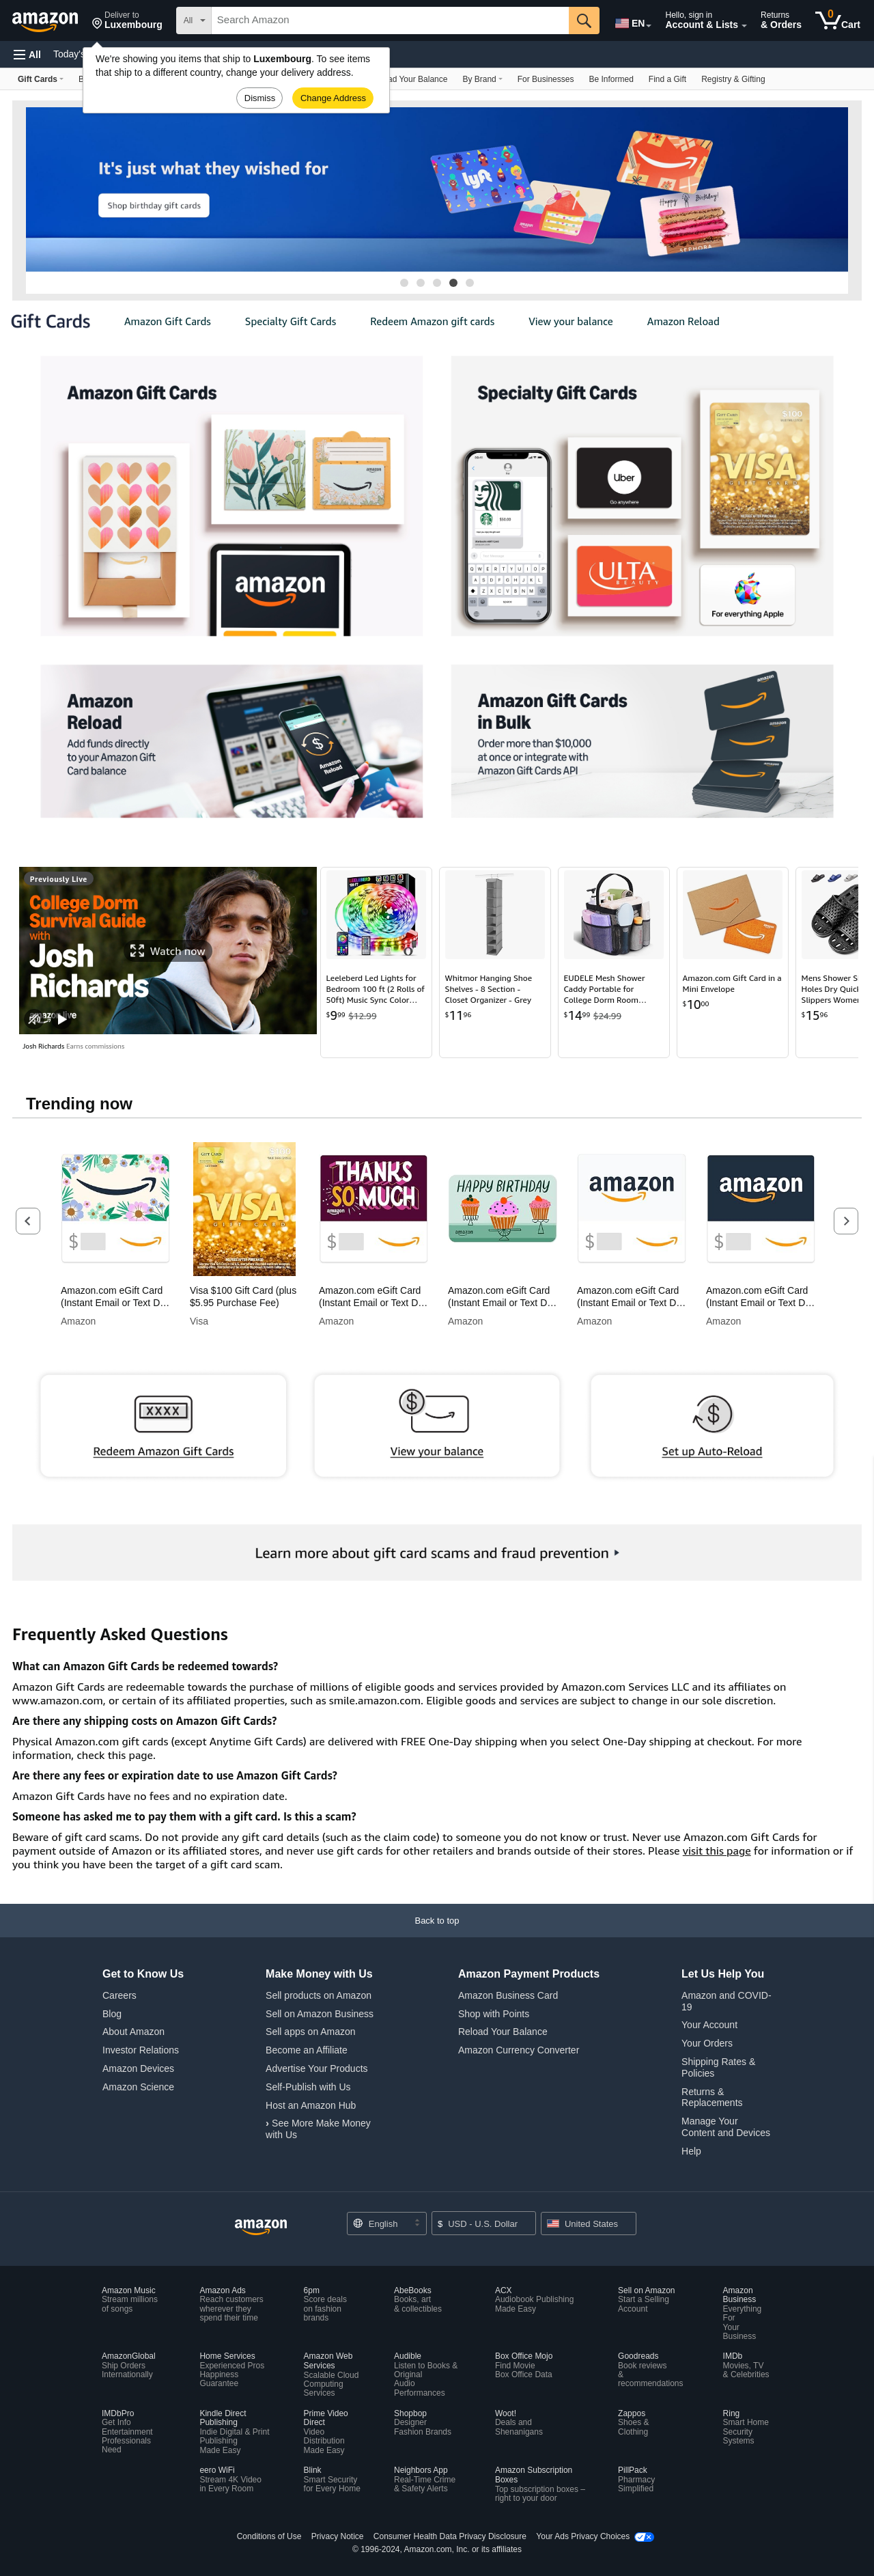 amazon
Deliver to
Luxembourg
All
Search Amazon
EN
Hello, sign in
Account & Lists
Returns
& Orders
0
Cart
All
Today's
We're showing you items that ship to Luxembourg. To see items
that ship to a different country, change your delivery address.
Dismiss
Change Address
Gift Cards
Your Balance
By Brand
For Businesses
Be Informed
Find a Gift
Registry & Gifting
It's just what they wished for
Shop birthday gift cards
lyft
Happy Birthday
SEPHORA
Gift Cards
Amazon Gift Cards
Specialty Gift Cards
Redeem Amazon gift cards
View your balance
Amazon Reload
Amazon Gift Cards
amazon
amazon
Specialty Gift Cards
Uber
Go anywhere
ULTA
BEAUTY
$100
VISA
For everything Apple
Amazon
Reload
Add funds directly
to your Amazon Gift
Card balance
Amazon
Reload
Amazon Gift Cards
in Bulk
Order more than $10,000
at once or integrate with
Amazon Gift Cards API
Previously Live
College Dorm
Survival Guide
with
Josh
Richards
Watch now
amazon live
Josh Richards Earns commissions
Leeleberd Led Lights for
Bedroom 100 ft (2 Rolls of
50ft) Music Sync Color…
$9.99 $12.99
Whitmor Hanging Shoe
Shelves - 8 Section -
Closet Organizer - Grey
$11.96
EUDELE Mesh Shower
Caddy Portable for
College Dorm Room…
$14.99 $24.99
Amazon.com Gift Card in a
Mini Envelope
$10.00
Mens Shower S
Holes Dry Quic
Slippers Wome
$15.96
Trending now
$
Amazon.com eGift Card
(Instant Email or Text D…
Amazon
VISA
Visa $100 Gift Card (plus
$5.95 Purchase Fee)
Visa
THANKS
SO MUCH
amazon
$
Amazon.com eGift Card
(Instant Email or Text D…
Amazon
HAPPY BIRTHDAY
amazon
Amazon.com eGift Card
(Instant Email or Text D…
Amazon
amazon
$
Amazon.com eGift Card
(Instant Email or Text D…
Amazon
amazon
$
Amazon.com eGift Card
(Instant Email or Text D…
Amazon
XXXX
Redeem Amazon Gift Cards
$
View your balance
$
Set up Auto-Reload
Learn more about gift card scams and fraud prevention
Frequently Asked Questions
What can Amazon Gift Cards be redeemed towards?
Amazon Gift Cards are redeemable towards the purchase of millions of eligible goods and services provided by Amazon.com Services LLC and its affiliates on
www.amazon.com, or certain of its affiliated properties, such as smile.amazon.com. Eligible goods and services are subject to change in our sole discretion.
Are there any shipping costs on Amazon Gift Cards?
Physical Amazon.com gift cards (except Anytime Gift Cards) are delivered with FREE One-Day shipping when you select One-Day shipping at checkout. For more
information, check this page.
Are there any fees or expiration date to use Amazon Gift Cards?
Amazon Gift Cards have no fees and no expiration date.
Someone has asked me to pay them with a gift card. Is this a scam?
Beware of gift card scams. Do not provide any gift card details (such as the claim code) to someone you do not know or trust. Never use Amazon.com Gift Cards for
payment outside of Amazon or its affiliated stores, and never use gift cards for other retailers and brands outside of their stores. Please visit this page for information or if
you think you have been the target of a gift card scam.
Back to top
Get to Know Us
Careers
Blog
About Amazon
Investor Relations
Amazon Devices
Amazon Science
Make Money with Us
Sell products on Amazon
Sell on Amazon Business
Sell apps on Amazon
Become an Affiliate
Advertise Your Products
Self-Publish with Us
Host an Amazon Hub
› See More Make Money
with Us
Amazon Payment Products
Amazon Business Card
Shop with Points
Reload Your Balance
Amazon Currency Converter
Let Us Help You
Amazon and COVID-
19
Your Account
Your Orders
Shipping Rates &
Policies
Returns &
Replacements
Manage Your
Content and Devices
Help
amazon
English
$ USD - U.S. Dollar
United States
Amazon Music
Stream millions
of songs
Amazon Ads
Reach customers
wherever they
spend their time
6pm
Score deals
on fashion
brands
AbeBooks
Books, art
& collectibles
ACX
Audiobook Publishing
Made Easy
Sell on Amazon
Start a Selling
Account
Amazon
Business
Everything
For
Your
Business
AmazonGlobal
Ship Orders
Internationally
Home Services
Experienced Pros
Happiness
Guarantee
Amazon Web
Services
Scalable Cloud
Computing
Services
Audible
Listen to Books &
Original
Audio
Performances
Box Office Mojo
Find Movie
Box Office Data
Goodreads
Book reviews
&
recommendations
IMDb
Movies, TV
& Celebrities
IMDbPro
Get Info
Entertainment
Professionals
Need
Kindle Direct
Publishing
Indie Digital & Print
Publishing
Made Easy
Prime Video
Direct
Video
Distribution
Made Easy
Shopbop
Designer
Fashion Brands
Woot!
Deals and
Shenanigans
Zappos
Shoes &
Clothing
Ring
Smart Home
Security
Systems
eero WiFi
Stream 4K Video
in Every Room
Blink
Smart Security
for Every Home
Neighbors App
Real-Time Crime
& Safety Alerts
Amazon Subscription
Boxes
Top subscription boxes –
right to your door
PillPack
Pharmacy
Simplified
Conditions of Use
Privacy Notice
Consumer Health Data Privacy Disclosure
Your Ads Privacy Choices
© 1996-2024, Amazon.com, Inc. or its affiliates